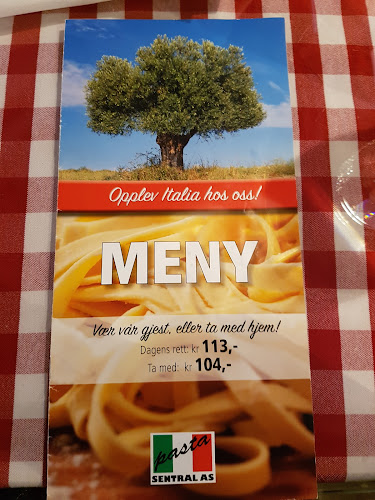 Opplev Italia hos oss!
MENY
Vær vår gjest, eller ta med hjem!
Dagens rett: kr 113,-
Ta med: kr 104,-
pasta
SENTRAL AS